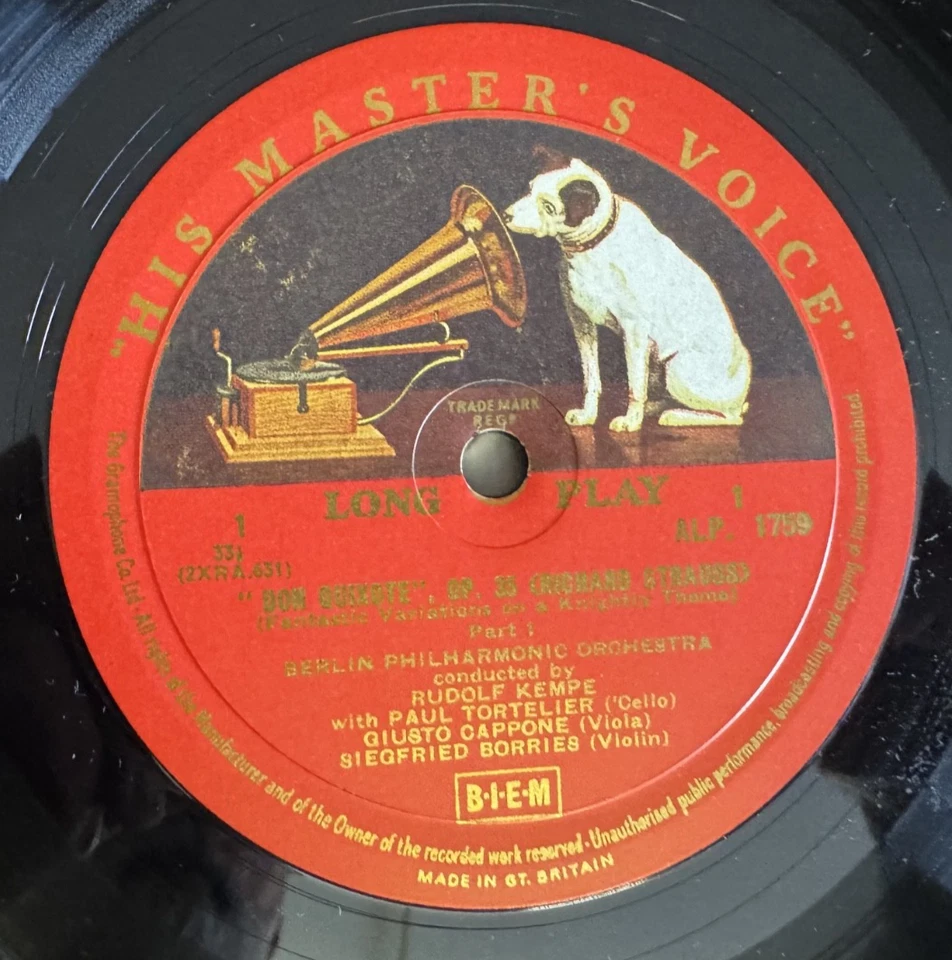 "HIS MASTER'S VOICE"
TRADE MARK
REGD
LONG PLAY
1
1
ALP. 1759
33⅓
(2XRA.631)
"DON QUIXOTE", OP. 35 (RICHARD STRAUSS)
(Fantastic Variations on a Knightly Theme)
Part 1
BERLIN PHILHARMONIC ORCHESTRA
conducted by
RUDOLF KEMPE
with PAUL TORTELIER ('Cello)
GIUSTO CAPPONE (Viola)
SIEGFRIED BORRIES (Violin)
B·I·E·M
The Gramophone Co. Ltd. All rights of the Manufacturer and of the Owner of the recorded work reserved · Unauthorised public performance, broadcasting and copying of this record prohibited.
MADE IN GT. BRITAIN